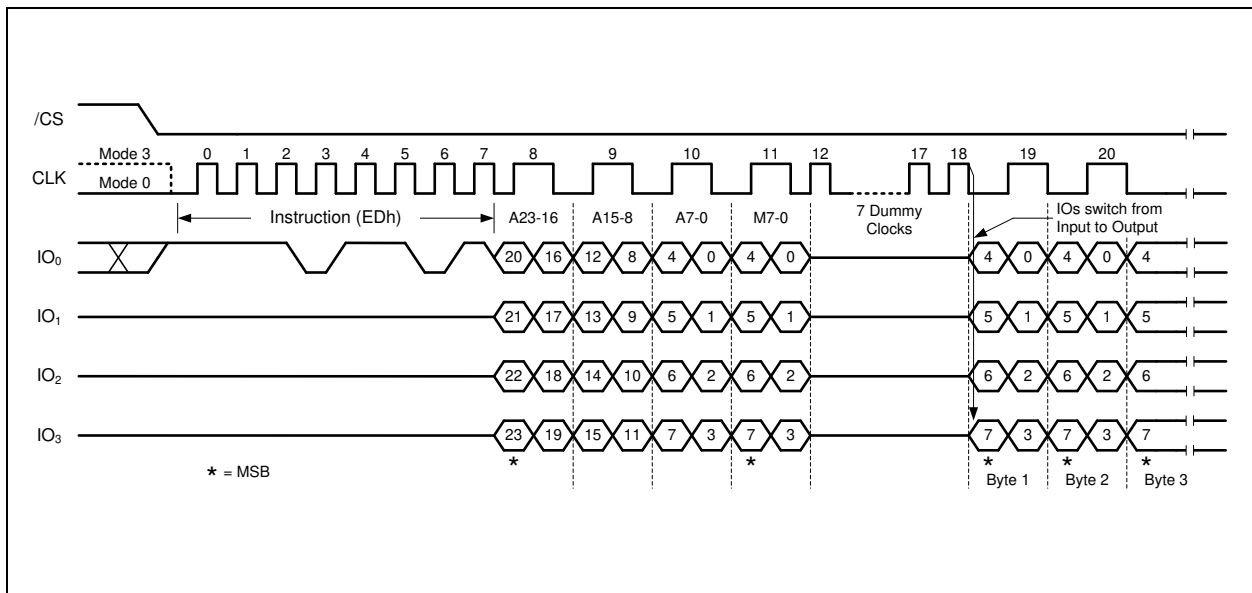 /CS
Mode 3 0 1 2 3 4 5 6 7 8 9 10 11 12 17 18 19 20
CLK Mode 0
Instruction (EDh) A23-16 A15-8 A7-0 M7-0 7 Dummy Clocks IOs switch from Input to Output
IO₀ 20 16 12 8 4 0 4 0 4 0 4 0 4
IO₁ 21 17 13 9 5 1 5 1 5 1 5 1 5
IO₂ 22 18 14 10 6 2 6 2 6 2 6 2 6
IO₃ 23 19 15 11 7 3 7 3 7 3 7 3 7
* * * * *
* = MSB Byte 1 Byte 2 Byte 3